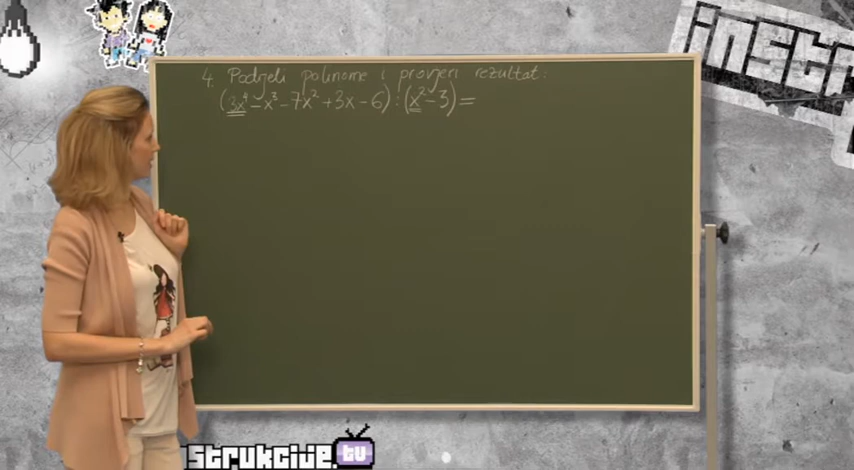 4. Podijeli polinome i provjeri rezultat:
(3x⁴-x³-7x²+3x-6):(x²-3)=
strukcije.tv